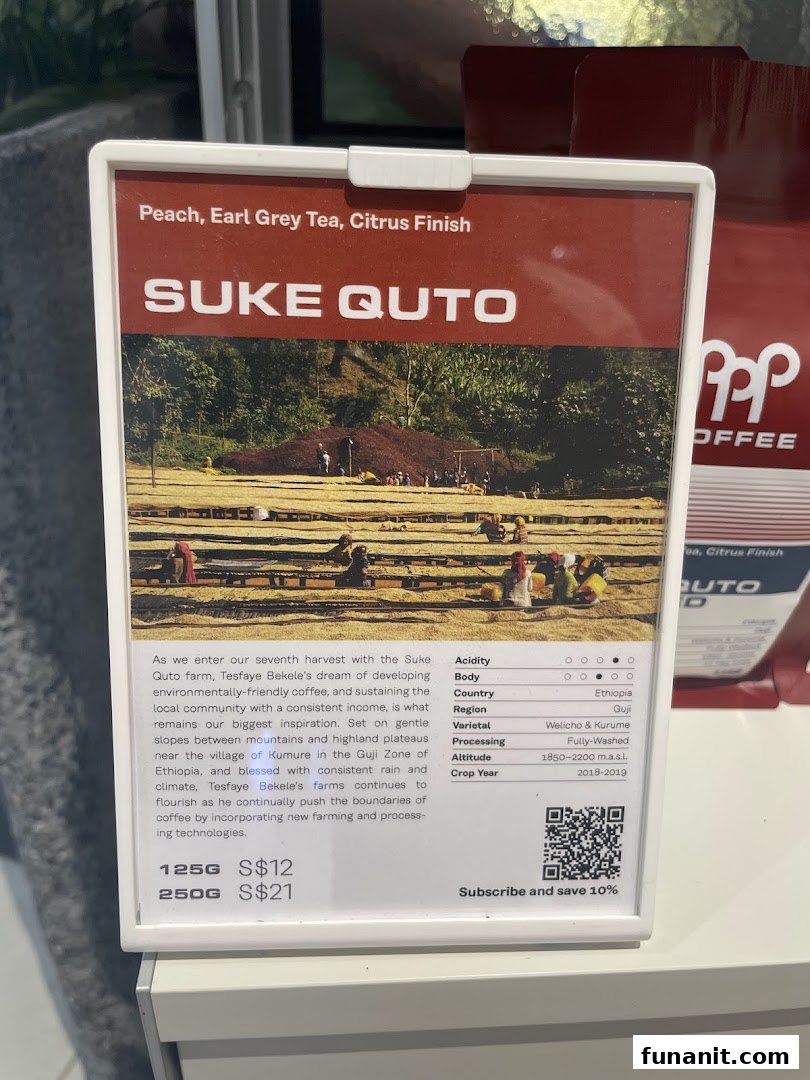 Peach, Earl Grey Tea, Citrus Finish
SUKE QUTO
As we enter our seventh harvest with the Suke
Quto farm, Tesfaye Bekele's dream of developing
environmentally-friendly coffee, and sustaining the
local community with a consistent income, is what
remains our biggest inspiration. Set on gentle
slopes between mountains and highland plateaus
near the village of Kumure in the Guji Zone of
Ethiopia, and blessed with consistent rain and
climate, Tesfaye Bekele's farms continues to
flourish as he continually push the boundaries of
coffee by incorporating new farming and process-
ing technologies.
125G S$12
250G S$21
Acidity
Body
Country Ethiopia
Region Guji
Varietal Welicho & Kurume
Processing Fully-Washed
Altitude 1850–2200 m.a.s.l.
Crop Year 2018-2019
Subscribe and save 10%
PPP
OFFEE
ea, Citrus Finish
QUTO
funanit.com